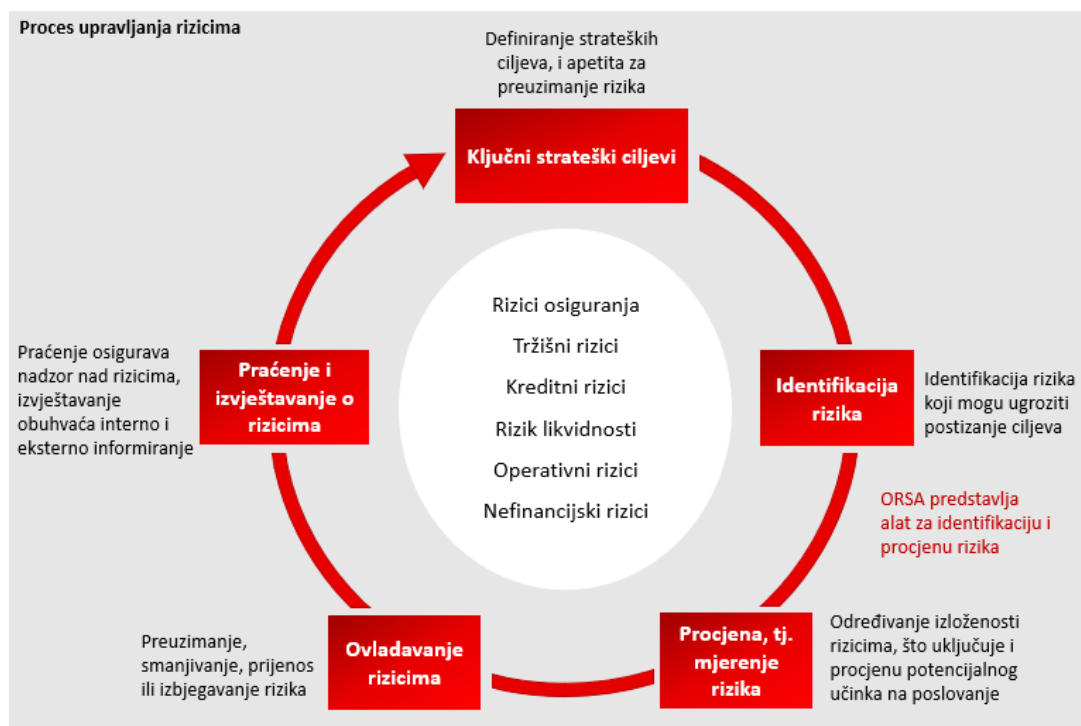 Proces upravljanja rizicima
Definiranje strateških
ciljeva, i apetita za
preuzimanje rizika
Ključni strateški ciljevi
Identifikacija
rizika
Identifikacija rizika
koji mogu ugroziti
postizanje ciljeva
ORSA predstavlja
alat za identifikaciju i
procjenu rizika
Procjena, tj.
mjerenje
rizika
Određivanje izloženosti
rizicima, što uključuje i
procjenu potencijalnog
učinka na poslovanje
Ovladavanje
rizicima
Preuzimanje,
smanjivanje, prijenos
ili izbjegavanje rizika
Praćenje i
izvještavanje o
rizicima
Praćenje osigurava
nadzor nad rizicima,
izvještavanje
obuhvaća interno i
eksterno informiranje
Rizici osiguranja
Tržišni rizici
Kreditni rizici
Rizik likvidnosti
Operativni rizici
Nefinancijski rizici